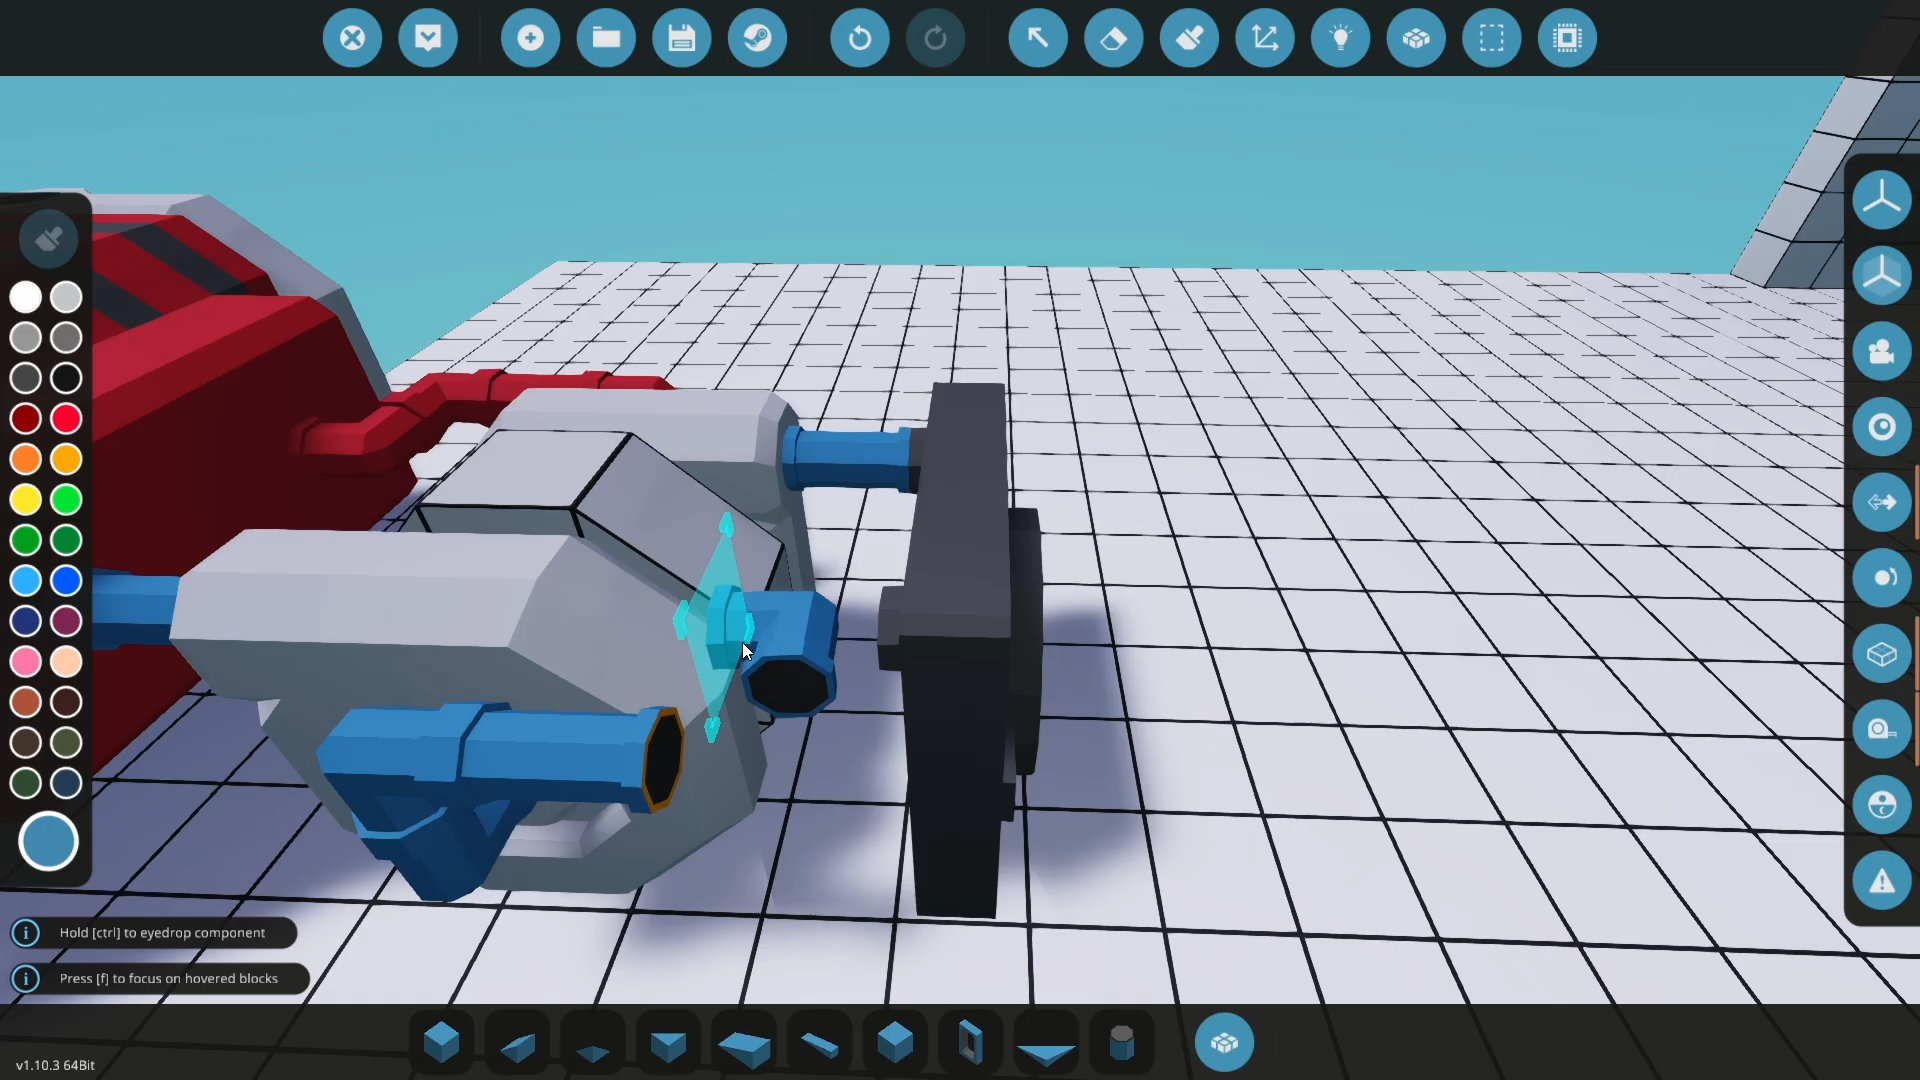 Hold [ctrl] to eyedrop component
Press [f] to focus on hovered blocks
v1.10.3 64Bit